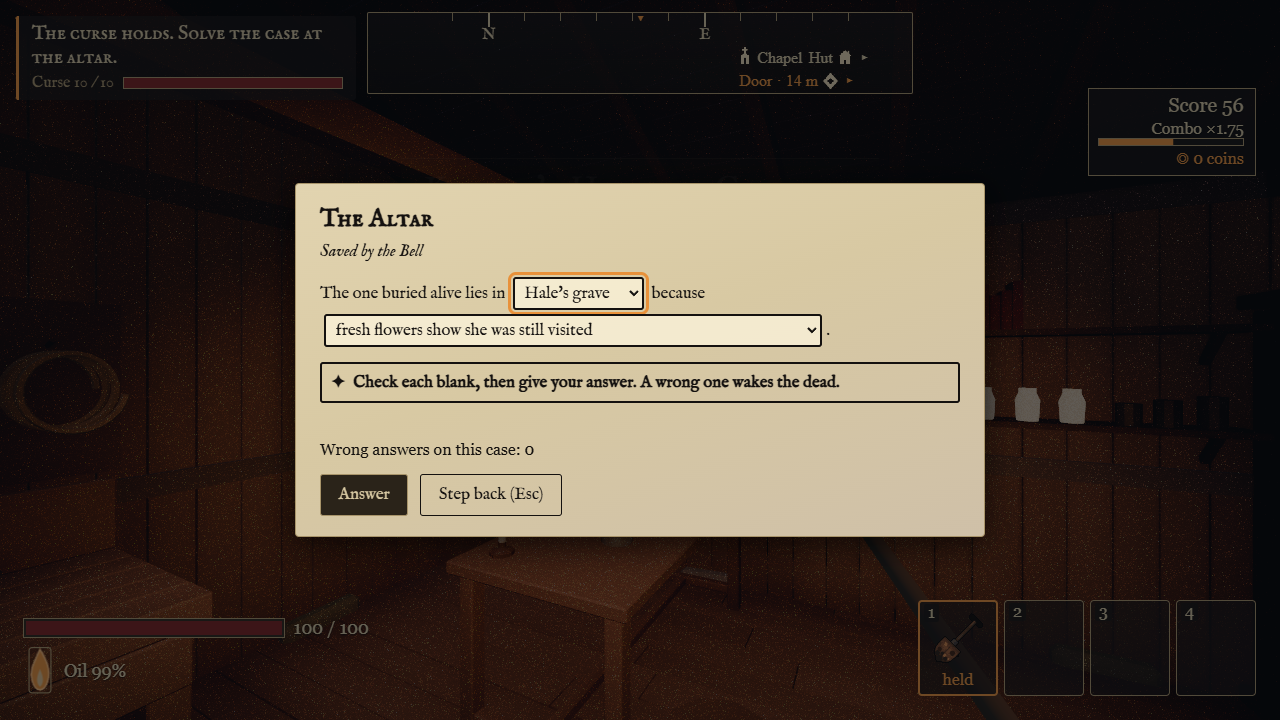 The curse holds. Solve the case at
the altar.
Curse 10/10
N
E
Chapel Hut
Door · 14 m
Score 56
Combo ×1.75
0 coins
The Altar
Saved by the Bell
The one buried alive lies in Hale's grave because
fresh flowers show she was still visited .
Check each blank, then give your answer. A wrong one wakes the dead.
Wrong answers on this case: 0
Answer
Step back (Esc)
100 / 100
Oil 99%
1
held
2
3
4